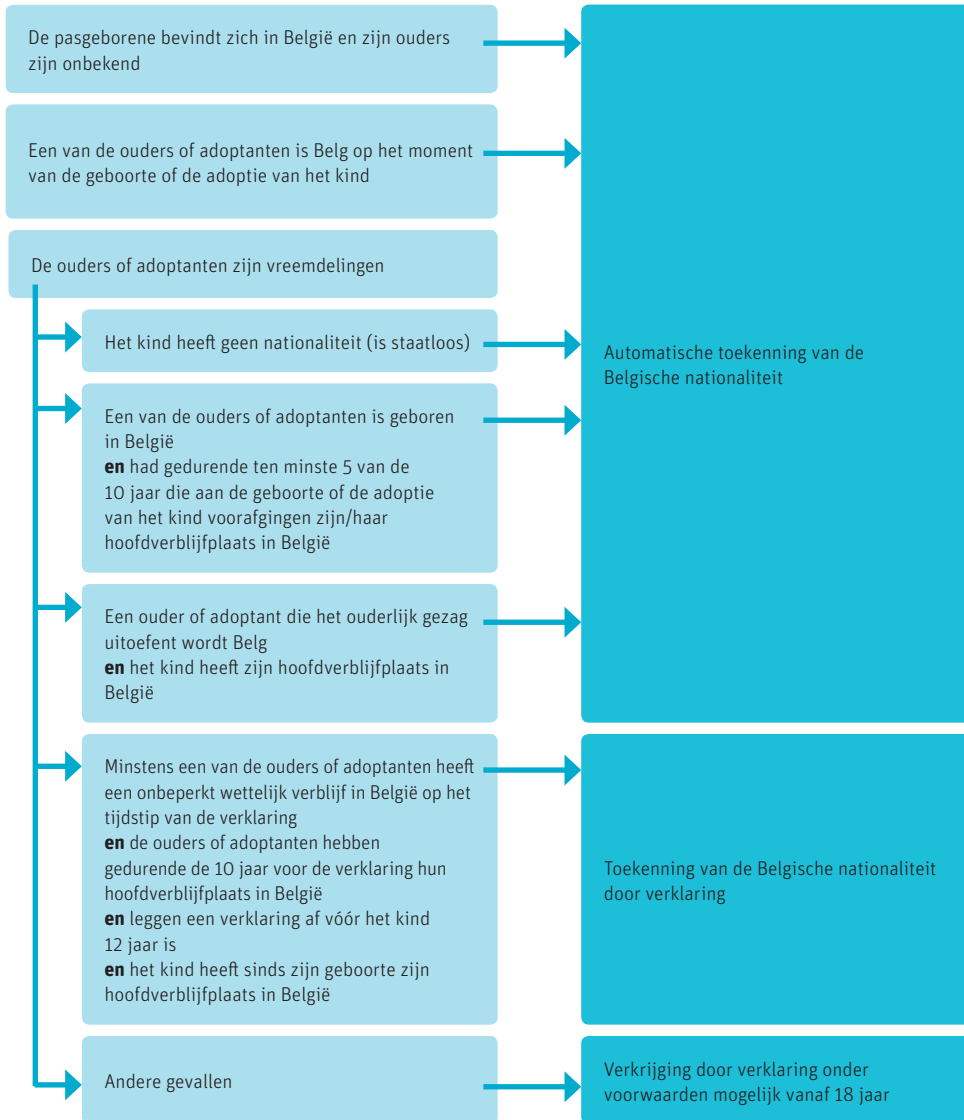 De pasgeborene bevindt zich in België en zijn ouders
zijn onbekend
Een van de ouders of adoptanten is Belg op het moment
van de geboorte of de adoptie van het kind
De ouders of adoptanten zijn vreemdelingen
Het kind heeft geen nationaliteit (is staatloos)
Een van de ouders of adoptanten is geboren
in België
en had gedurende ten minste 5 van de
10 jaar die aan de geboorte of de adoptie
van het kind voorafgingen zijn/haar
hoofdverblijfplaats in België
Een ouder of adoptant die het ouderlijk gezag
uitoefent wordt Belg
en het kind heeft zijn hoofdverblijfplaats in
België
Automatische toekenning van de
Belgische nationaliteit
Minstens een van de ouders of adoptanten heeft
een onbeperkt wettelijk verblijf in België op het
tijdstip van de verklaring
en de ouders of adoptanten hebben
gedurende de 10 jaar voor de verklaring hun
hoofdverblijfplaats in België
en leggen een verklaring af vóór het kind
12 jaar is
en het kind heeft sinds zijn geboorte zijn
hoofdverblijfplaats in België
Toekenning van de Belgische nationaliteit
door verklaring
Andere gevallen
Verkrijging door verklaring onder
voorwaarden mogelijk vanaf 18 jaar